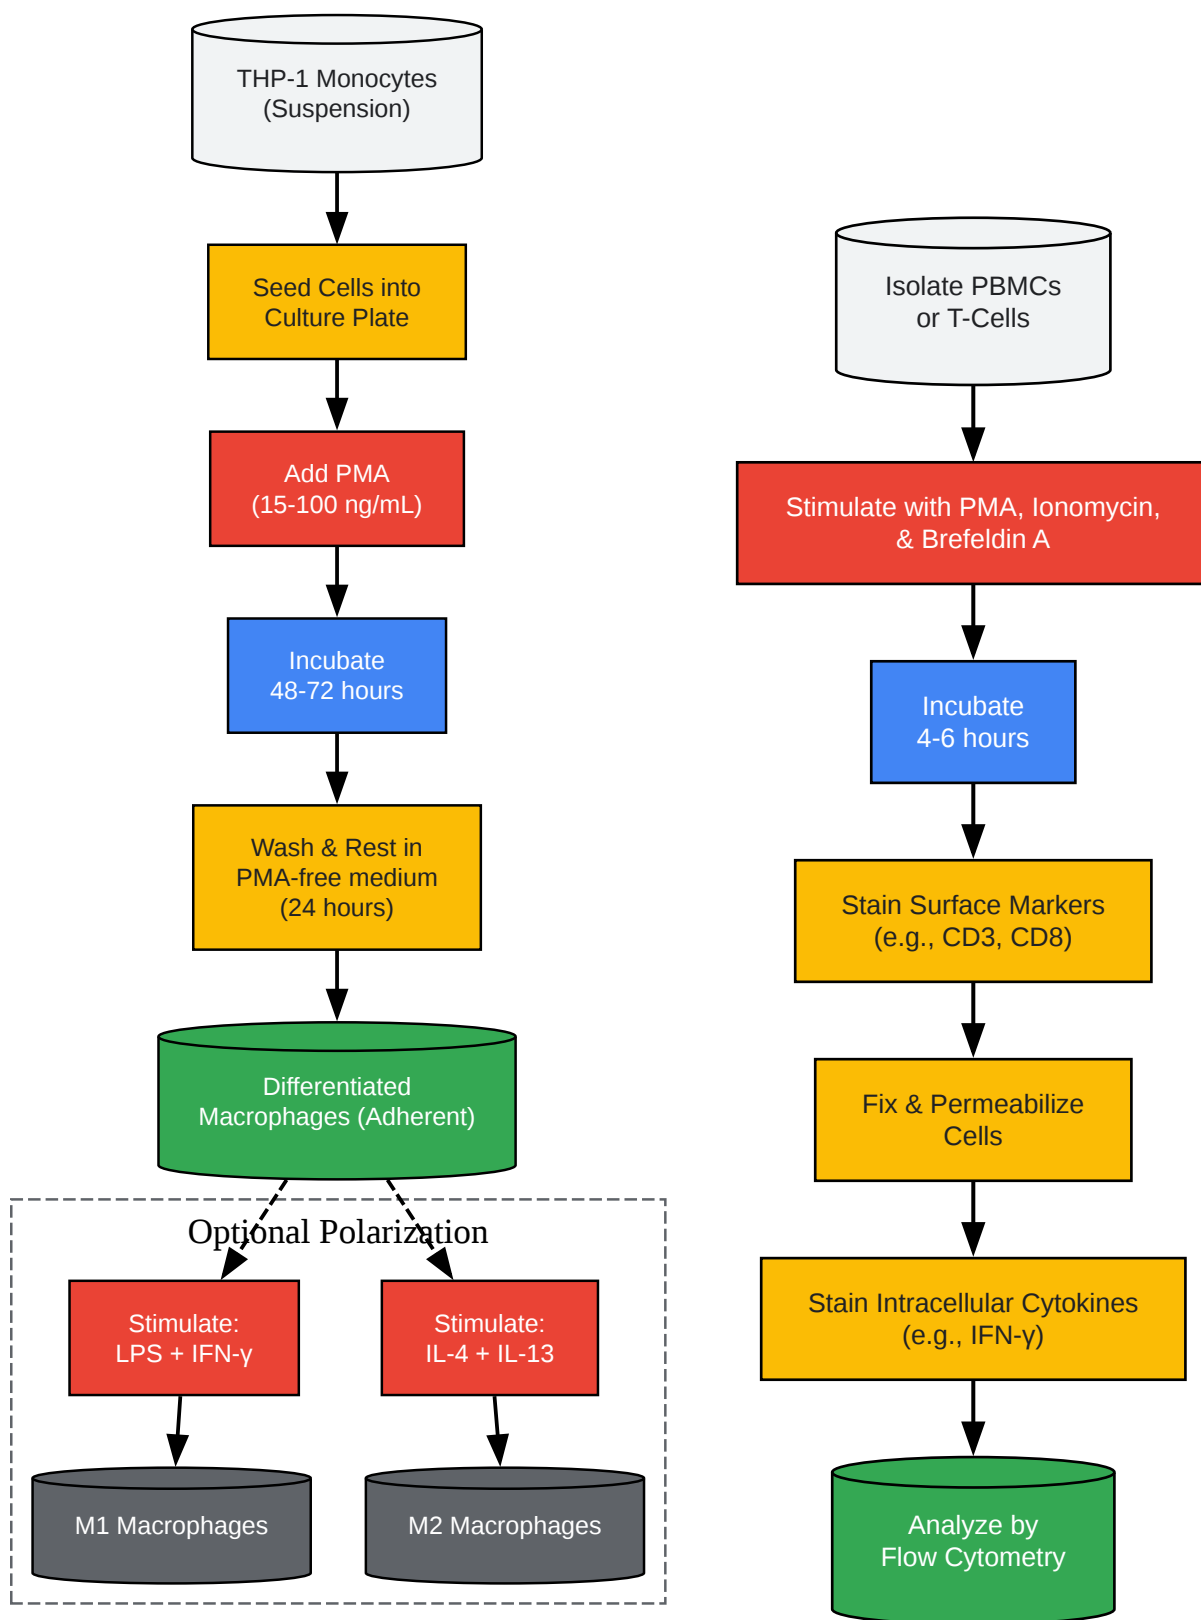 THP-1 Monocytes
(Suspension)
Seed Cells into
Culture Plate
Add PMA
(15-100 ng/mL)
Incubate
48-72 hours
Wash & Rest in
PMA-free medium
(24 hours)
Differentiated
Macrophages (Adherent)
Optional Polarization
Stimulate:
LPS + IFN-γ
Stimulate:
IL-4 + IL-13
M1 Macrophages
M2 Macrophages
Isolate PBMCs
or T-Cells
Stimulate with PMA, Ionomycin,
& Brefeldin A
Incubate
4-6 hours
Stain Surface Markers
(e.g., CD3, CD8)
Fix & Permeabilize
Cells
Stain Intracellular Cytokines
(e.g., IFN-γ)
Analyze by
Flow Cytometry